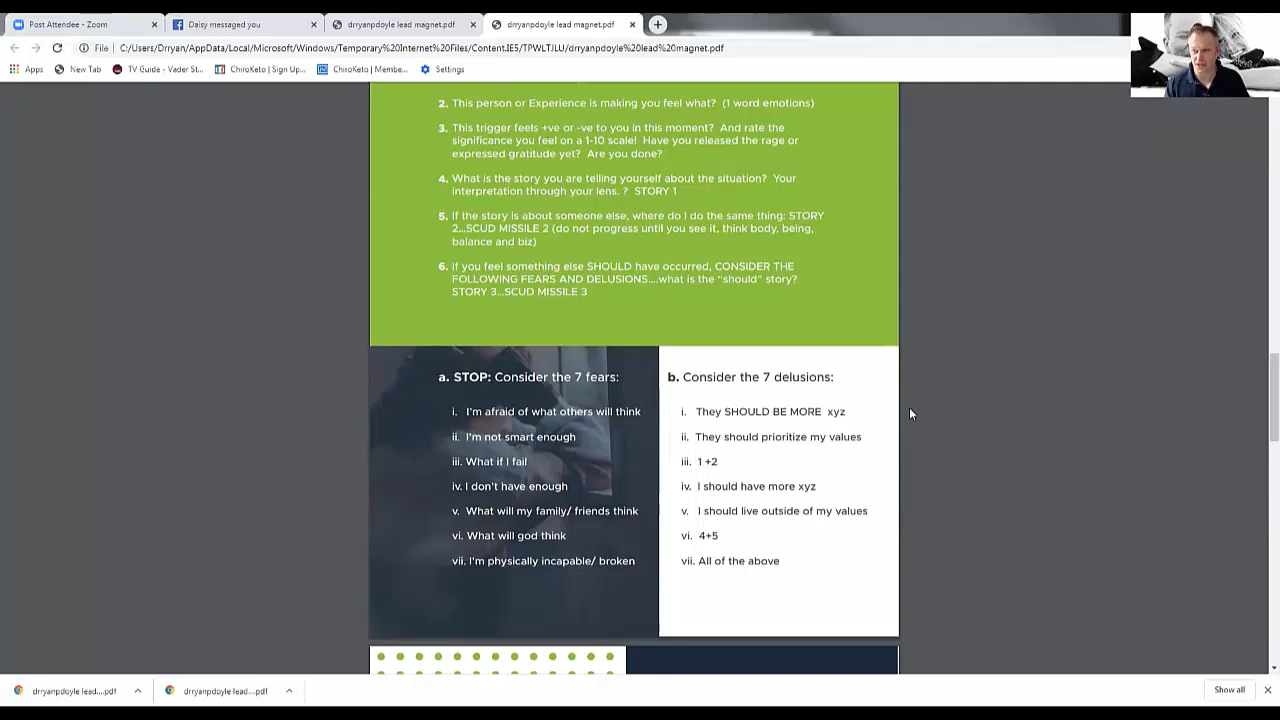 Post Attendee - Zoom
Daisy messaged you
drryanpdoyle lead magnet.pdf
drryanpdoyle lead magnet.pdf
File
C:/Users/Drryan/AppData/Local/Microsoft/Windows/Temporary%20Internet%20Files/Content.IE5/TPWLTJLU/drryanpdoyle%20lead%20magnet.pdf
Apps
New Tab
TV Guide - Vader St...
ChiroKeto | Sign Up...
ChiroKeto | Membe...
Settings
2. This person or Experience is making you feel what? (1 word emotions)
3. This trigger feels +ve or -ve to you in this moment? And rate the
significance you feel on a 1-10 scale! Have you released the rage or
expressed gratitude yet? Are you done?
4. What is the story you are telling yourself about the situation? Your
interpretation through your lens. ? STORY 1
5. If the story is about someone else, where do I do the same thing: STORY
2...SCUD MISSILE 2 (do not progress until you see it, think body, being,
balance and biz)
6. If you feel something else SHOULD have occurred, CONSIDER THE
FOLLOWING FEARS AND DELUSIONS....what is the “should” story?
STORY 3...SCUD MISSILE 3
a. STOP: Consider the 7 fears:
i. I'm afraid of what others will think
ii. I'm not smart enough
iii. What if I fail
iv. I don't have enough
v. What will my family/ friends think
vi. What will god think
vii. I'm physically incapable/ broken
b. Consider the 7 delusions:
i. They SHOULD BE MORE xyz
ii. They should prioritize my values
iii. 1 +2
iv. I should have more xyz
v. I should live outside of my values
vi. 4+5
vii. All of the above
drryanpdoyle lead....pdf
drryanpdoyle lead....pdf
Show all